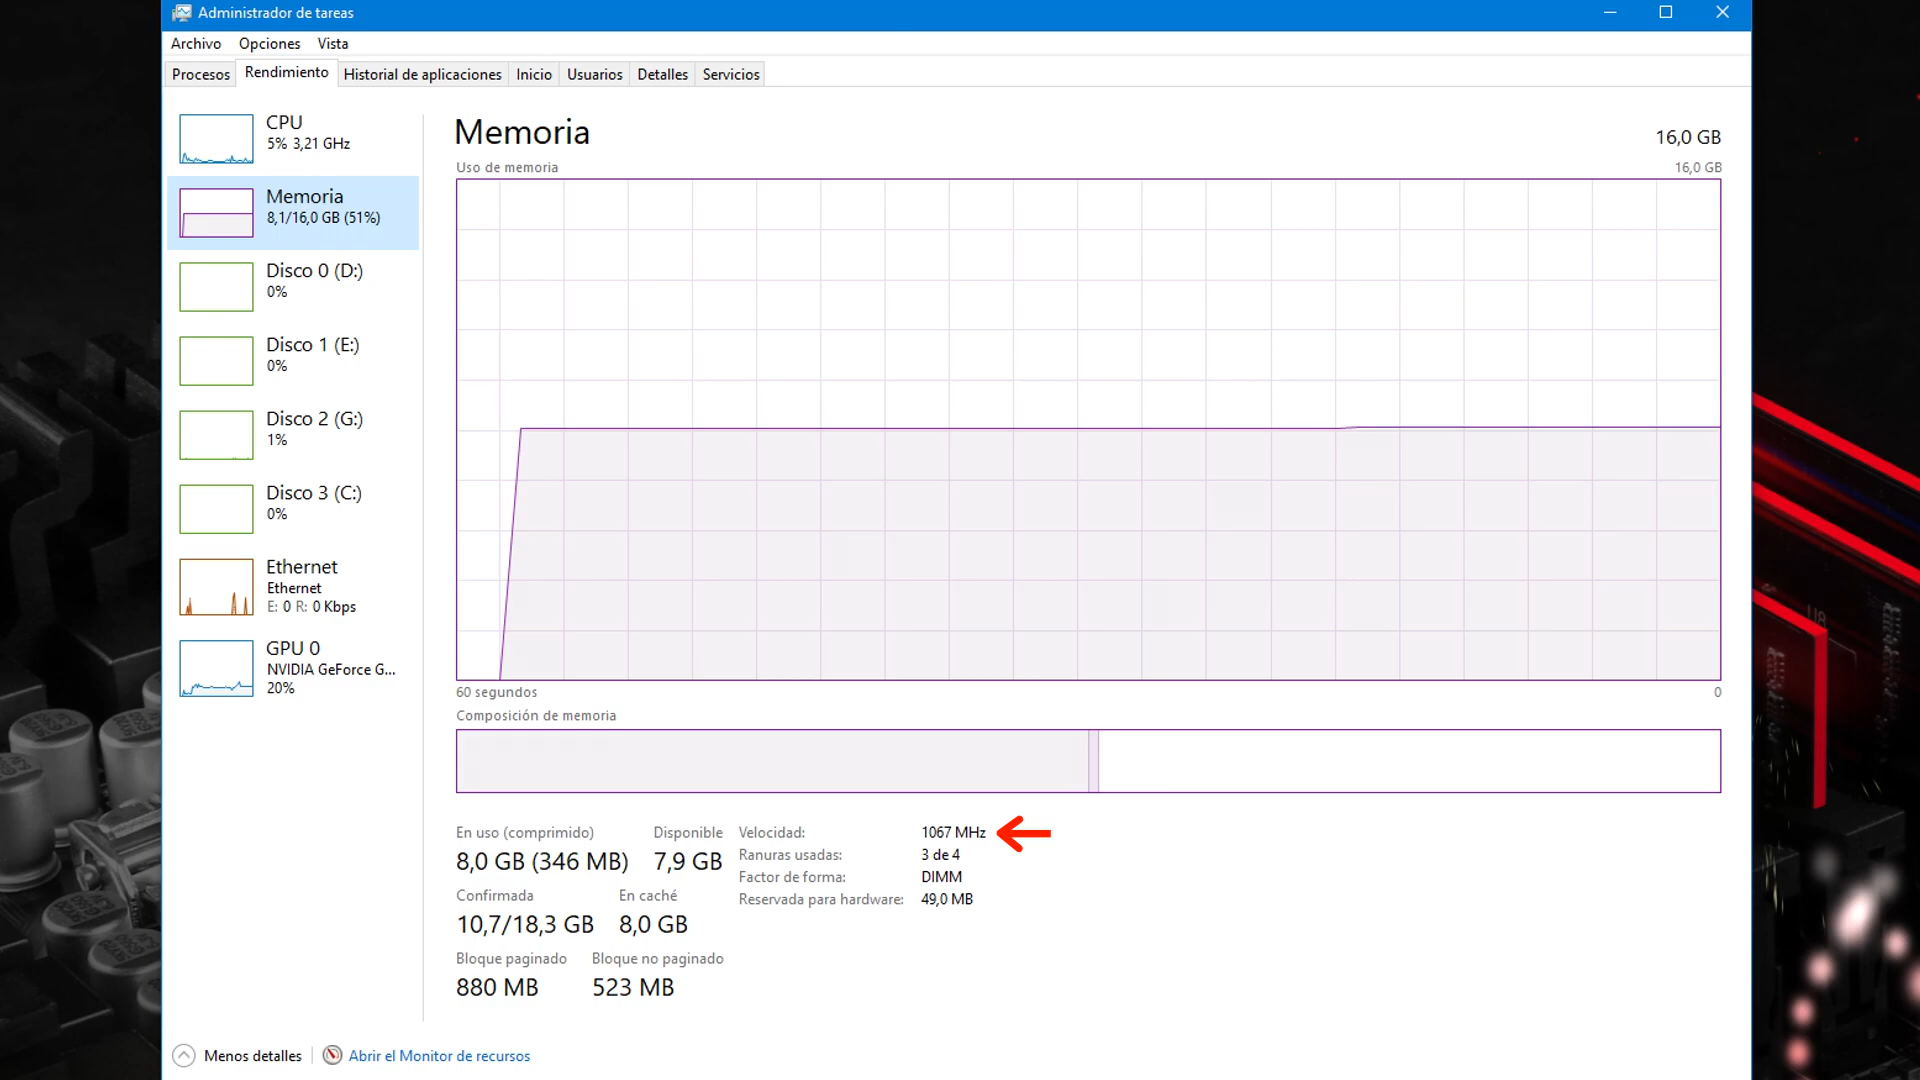 Administrador de tareas
Archivo Opciones Vista
Procesos Rendimiento Historial de aplicaciones Inicio Usuarios Detalles Servicios
CPU
5% 3,21 GHz
Memoria
8,1/16,0 GB (51%)
Disco 0 (D:)
0%
Disco 1 (E:)
0%
Disco 2 (G:)
1%
Disco 3 (C:)
0%
Ethernet
Ethernet
E: 0 R: 0 Kbps
GPU 0
NVIDIA GeForce G...
20%
Memoria 16,0 GB
Uso de memoria 16,0 GB
60 segundos 0
Composición de memoria
En uso (comprimido) Disponible
8,0 GB (346 MB) 7,9 GB
Confirmada En caché
10,7/18,3 GB 8,0 GB
Bloque paginado Bloque no paginado
880 MB 523 MB
Velocidad: 1067 MHz
Ranuras usadas: 3 de 4
Factor de forma: DIMM
Reservada para hardware: 49,0 MB
Menos detalles Abrir el Monitor de recursos